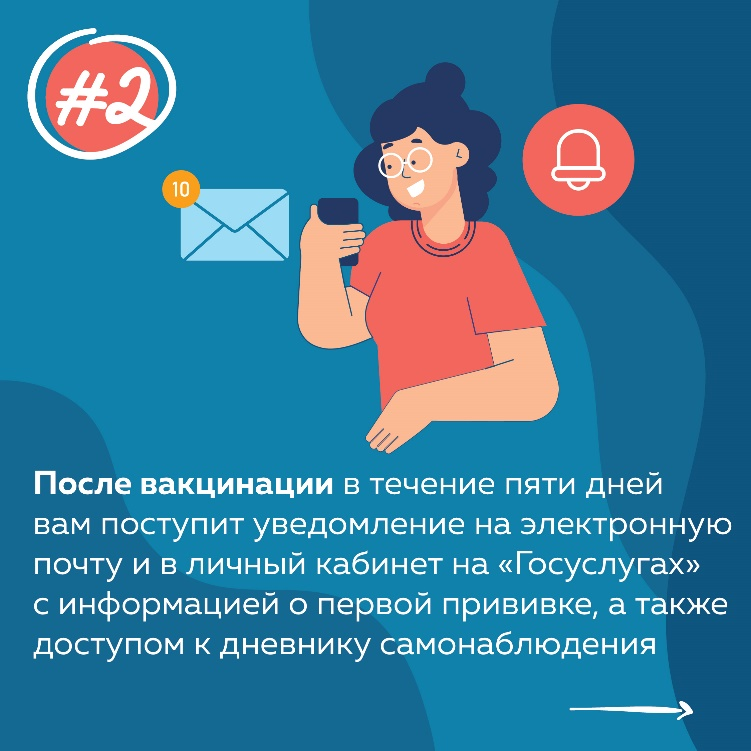 #2
10
После вакцинации в течение пяти дней
вам поступит уведомление на электронную
почту и в личный кабинет на «Госуслугах»
с информацией о первой прививке, а также
доступом к дневнику самонаблюдения